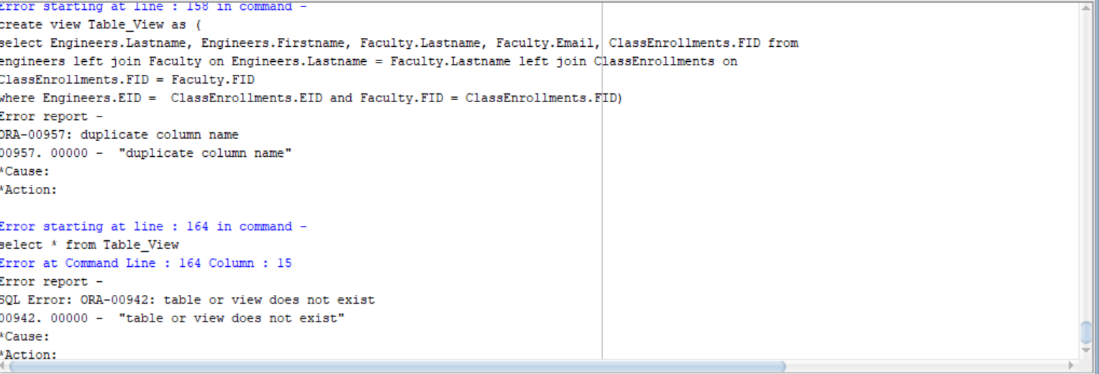 Error starting at line : 158 in command -
create view Table_View as (
select Engineers.Lastname, Engineers.Firstname, Faculty.Lastname, Faculty.Email, ClassEnrollments.FID from
engineers left join Faculty on Engineers.Lastname = Faculty.Lastname left join ClassEnrollments on
ClassEnrollments.FID = Faculty.FID
where Engineers.EID =  ClassEnrollments.EID and Faculty.FID = ClassEnrollments.FID)
Error report -
ORA-00957: duplicate column name
00957. 00000 -  "duplicate column name"
*Cause:
*Action:
Error starting at line : 164 in command -
select * from Table_View
Error at Command Line : 164 Column : 15
Error report -
SQL Error: ORA-00942: table or view does not exist
00942. 00000 -  "table or view does not exist"
*Cause:
*Action: